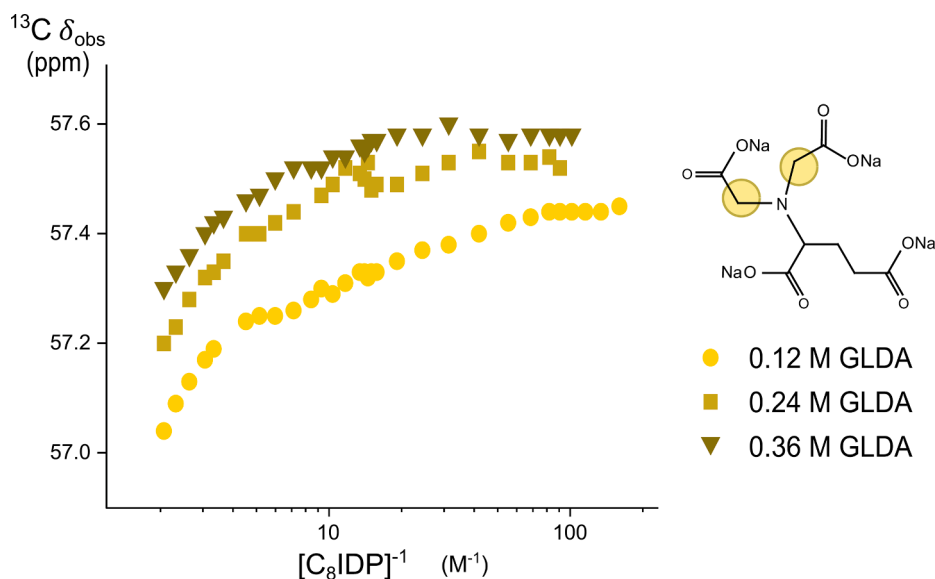 ¹³C δobs
(ppm)
57.6
57.4
57.2
57.0
10
100
[C₈IDP]⁻¹ (M⁻¹)
O
ONa
ONa
O
N
ONa
NaO
O
O
0.12 M GLDA
0.24 M GLDA
0.36 M GLDA